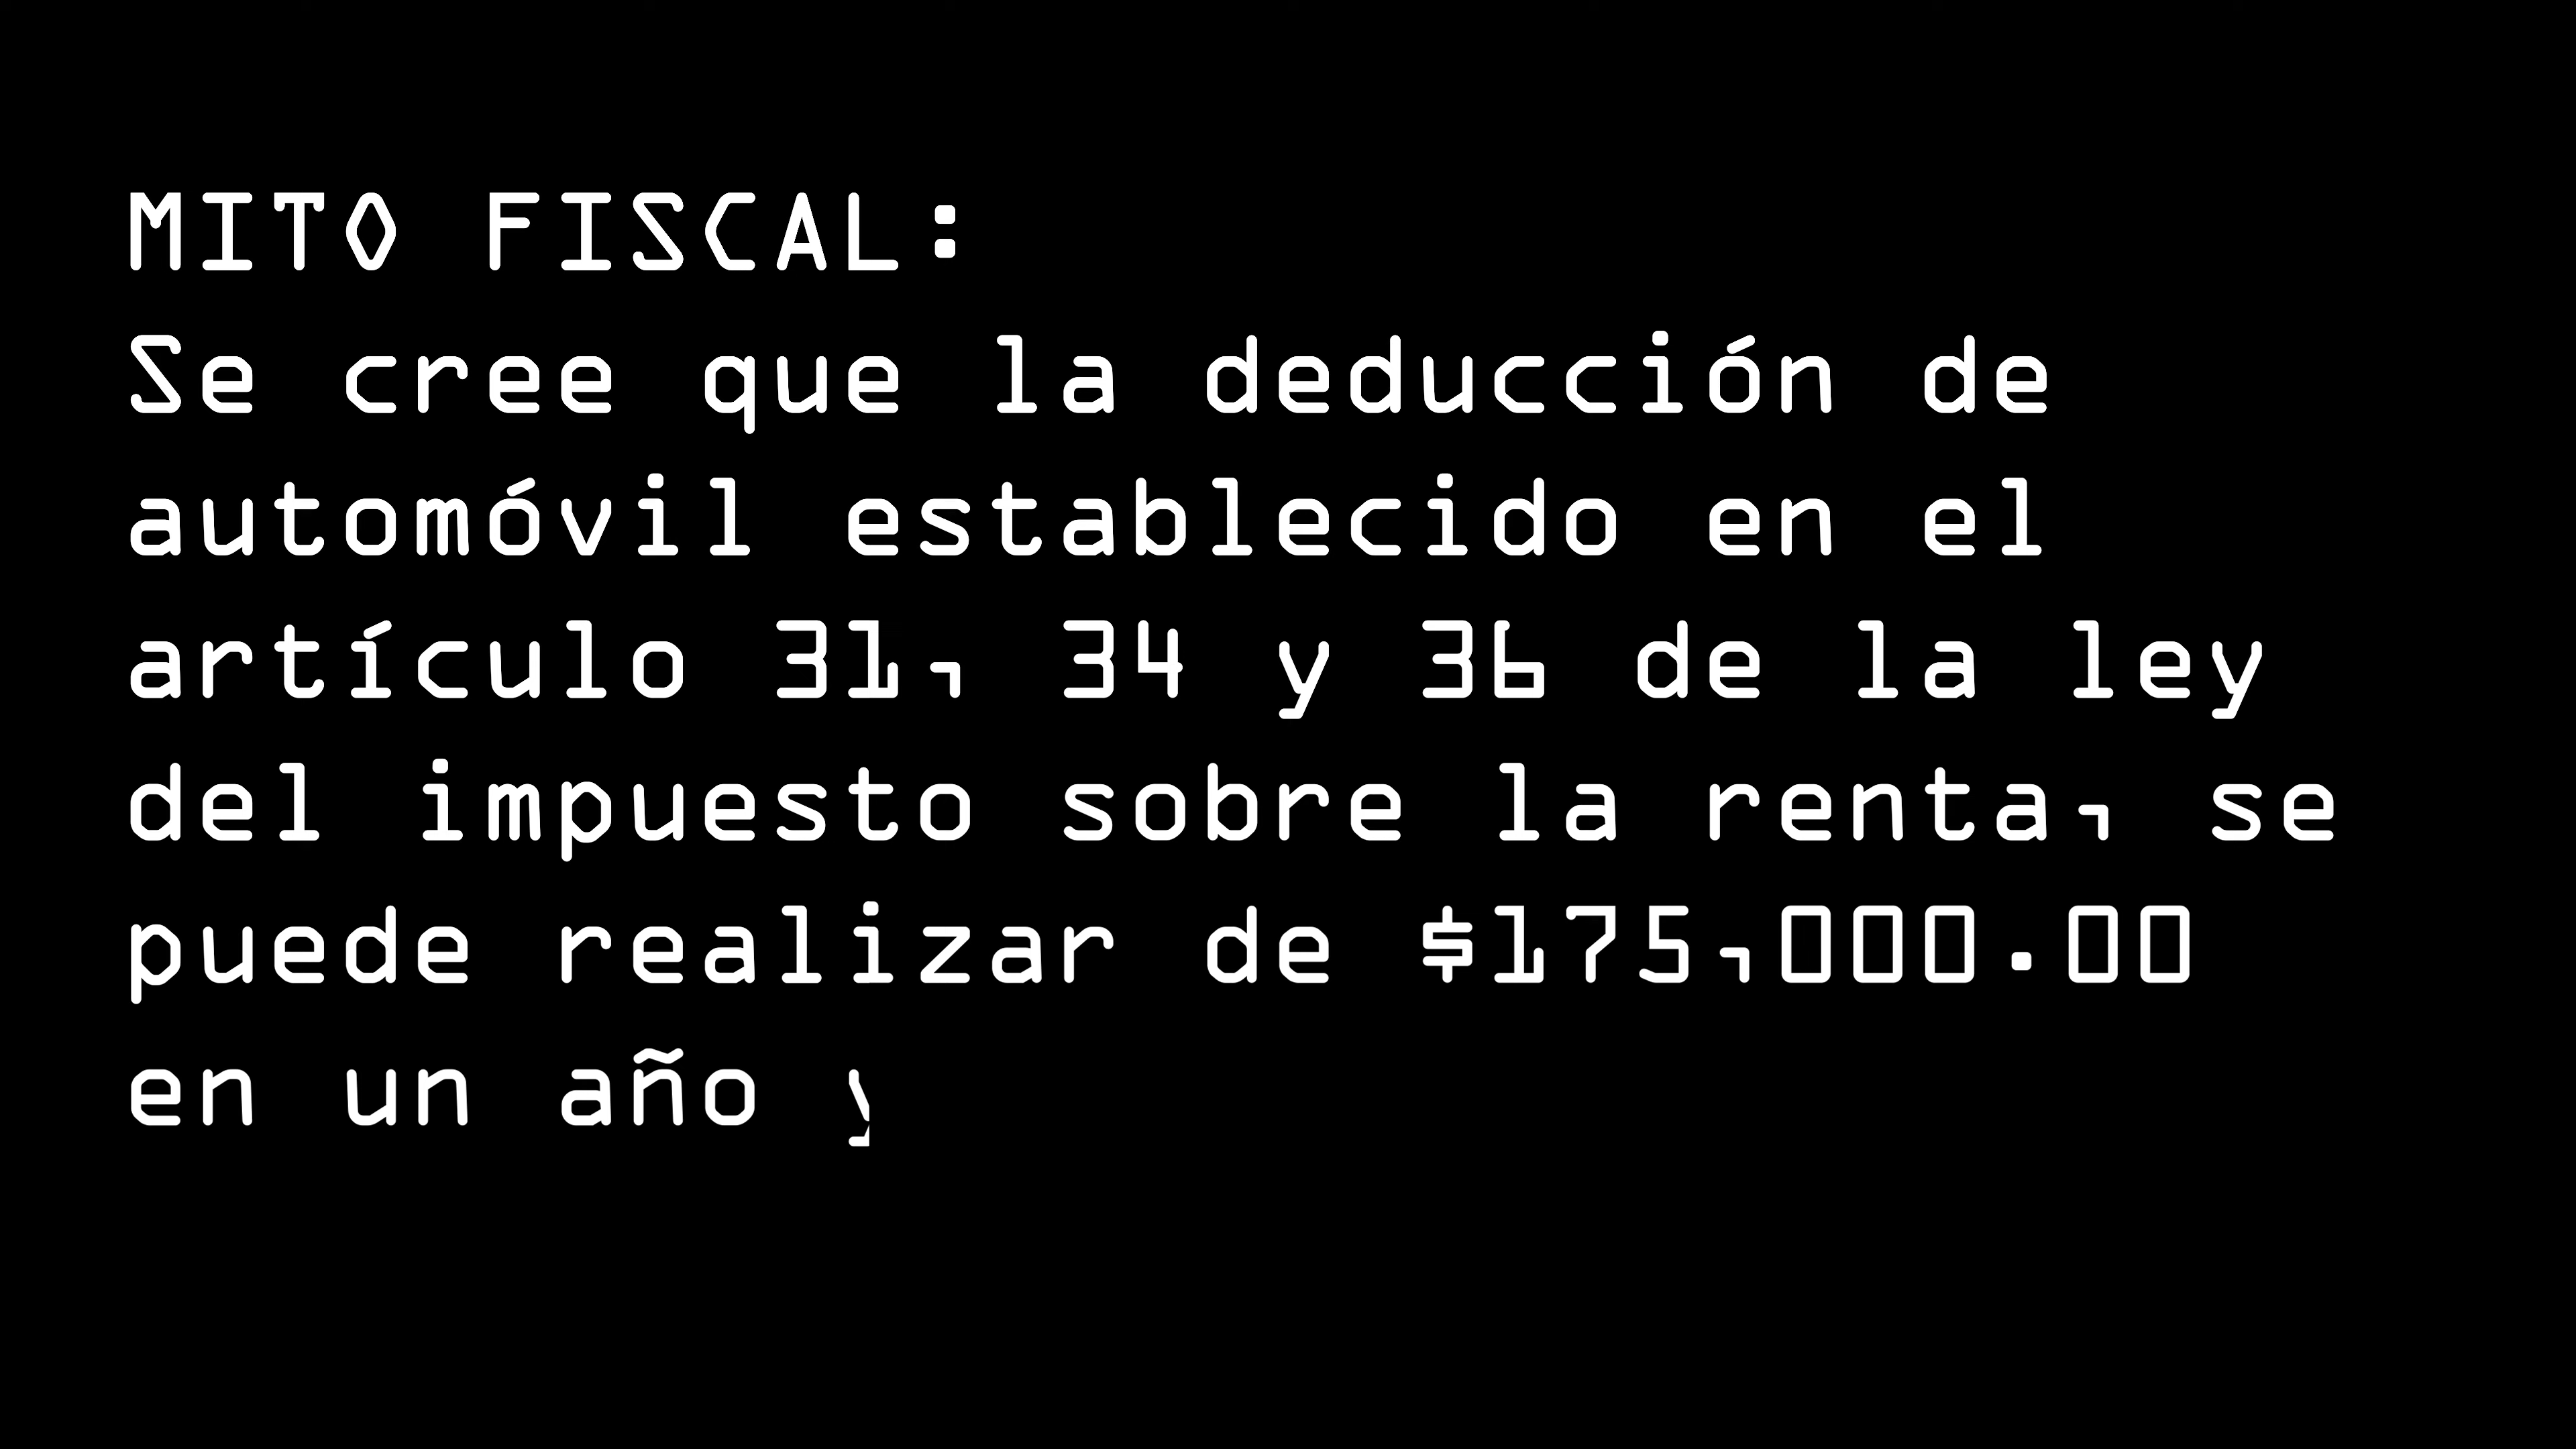 MITO FISCAL:
Se cree que la deducción de
automóvil establecido en el
artículo 31, 34 y 36 de la ley
del impuesto sobre la renta, se
puede realizar de $175,000.00
en un año y